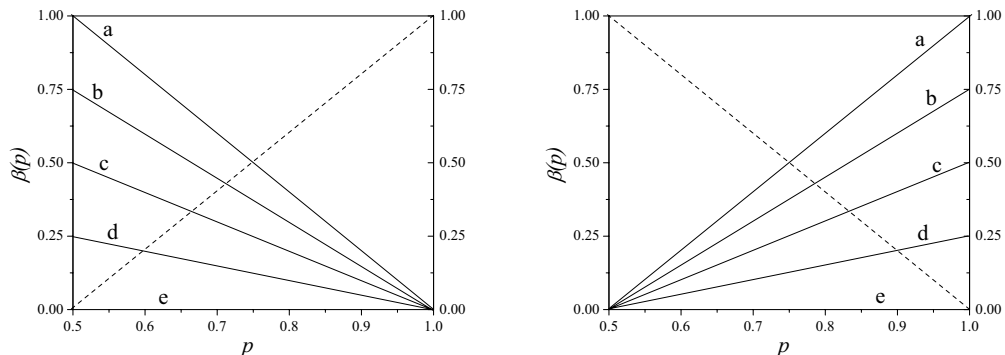 1.00 1.00 1.00 1.00
a a
0.75 0.75 0.75 0.75
b b
β(p) 0.50 0.50 β(p) 0.50 0.50
c c
0.25 0.25 0.25 0.25
d d
e e
0.00 0.00 0.00 0.00
0.5 0.6 0.7 0.8 0.9 1.0 0.5 0.6 0.7 0.8 0.9 1.0
p p